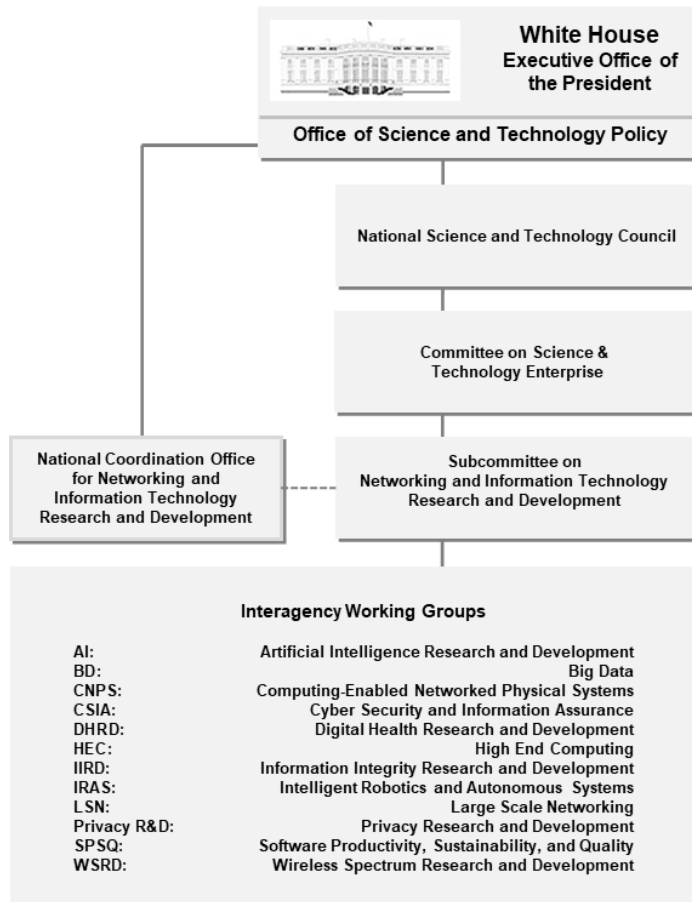 White House
Executive Office of
the President
Office of Science and Technology Policy
National Science and Technology Council
Committee on Science &
Technology Enterprise
National Coordination Office
for Networking and
Information Technology
Research and Development
Subcommittee on
Networking and Information Technology
Research and Development
Interagency Working Groups
AI: Artificial Intelligence Research and Development
BD: Big Data
CNPS: Computing-Enabled Networked Physical Systems
CSIA: Cyber Security and Information Assurance
DHRD: Digital Health Research and Development
HEC: High End Computing
IIRD: Information Integrity Research and Development
IRAS: Intelligent Robotics and Autonomous Systems
LSN: Large Scale Networking
Privacy R&D: Privacy Research and Development
SPSQ: Software Productivity, Sustainability, and Quality
WSRD: Wireless Spectrum Research and Development